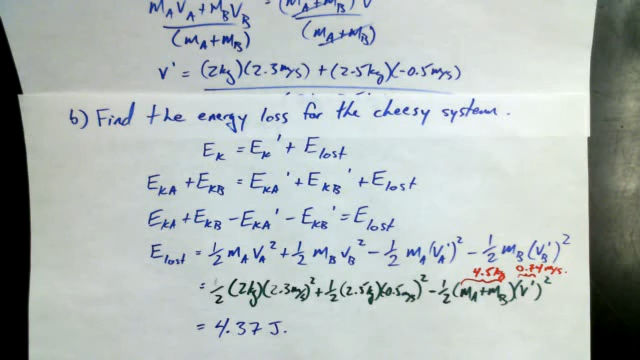 m_A v_A + m_B v_B / (m_A + m_B) = (m_A + m_B) v' / (m_A + m_B)
v' = (2kg)(2.3m/s) + (2.5kg)(-0.5m/s)
b) Find the energy loss for the cheesy system.
E_K = E_K' + E_lost
E_KA + E_KB = E_KA' + E_KB' + E_lost
E_KA + E_KB - E_KA' - E_KB' = E_lost
E_lost = 1/2 m_A v_A² + 1/2 m_B v_B² - 1/2 m_A (v_A')² - 1/2 m_B (v_B')²
4.5kg 0.74m/s.
= 1/2 (2kg)(2.3m/s)² + 1/2 (2.5kg)(0.5m/s)² - 1/2 (m_A + m_B)(v')²
= 4.37 J.